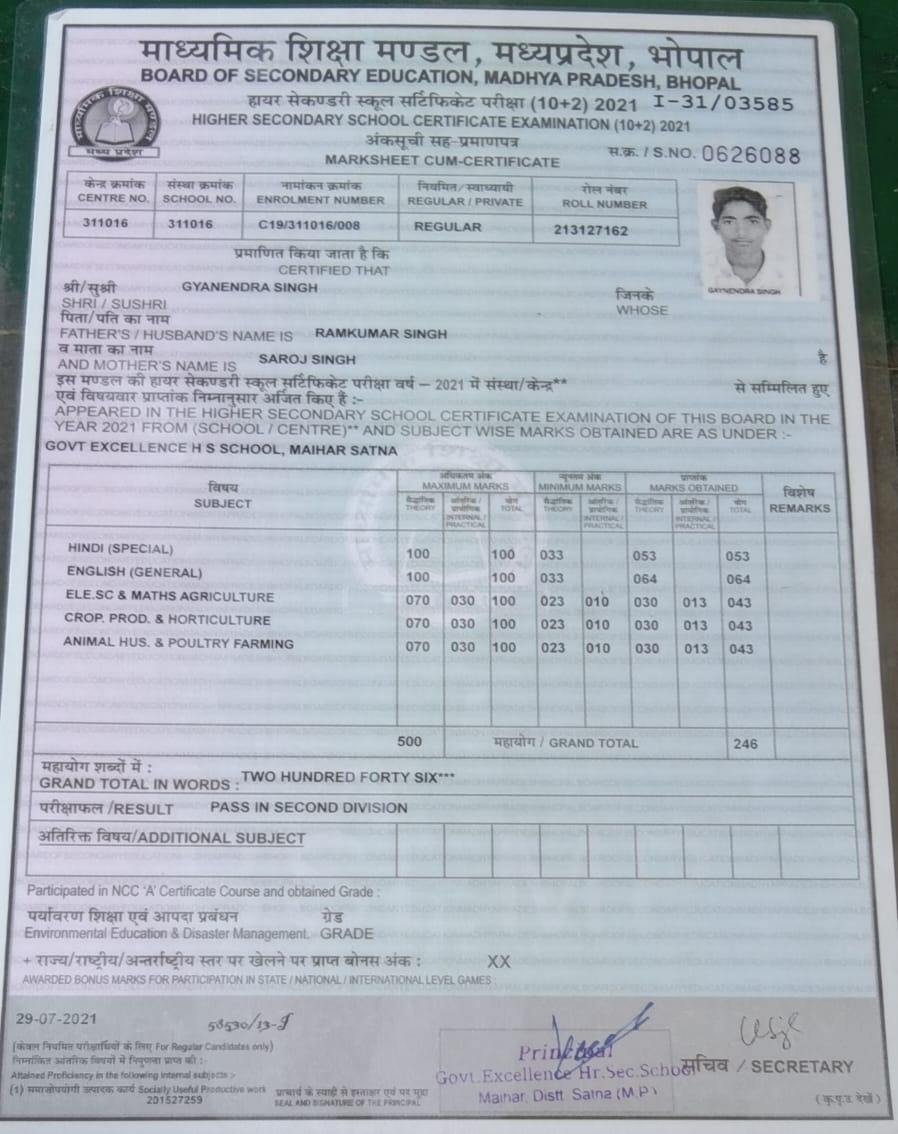 माध्यमिक शिक्षा मण्डल, मध्यप्रदेश, भोपाल
BOARD OF SECONDARY EDUCATION, MADHYA PRADESH, BHOPAL
माध्यमिक शिक्षा मण्डल
मध्य प्रदेश
हायर सेकण्डरी स्कूल सर्टिफिकेट परीक्षा (10+2) 2021 I-31/03585
HIGHER SECONDARY SCHOOL CERTIFICATE EXAMINATION (10+2) 2021
अंकसूची सह-प्रमाणपत्र
MARKSHEET CUM-CERTIFICATE
स.क्र. / S.NO. 0626088
केन्द्र क्रमांक संस्था क्रमांक नामांकन क्रमांक नियमित/स्वाध्यायी रोल नंबर
CENTRE NO. SCHOOL NO. ENROLMENT NUMBER REGULAR / PRIVATE ROLL NUMBER
311016 311016 C19/311016/008 REGULAR 213127162
GAYNENDRA SINGH
प्रमाणित किया जाता है कि
CERTIFIED THAT
श्री/सुश्री GYANENDRA SINGH जिनके
SHRI / SUSHRI WHOSE
पिता/पति का नाम
FATHER'S / HUSBAND'S NAME IS RAMKUMAR SINGH
व माता का नाम है
AND MOTHER'S NAME IS SAROJ SINGH
इस मण्डल की हायर सेकण्डरी स्कूल सर्टिफिकेट परीक्षा वर्ष – 2021 में संस्था/केन्द्र** से सम्मिलित हुए
एवं विषयवार प्राप्तांक निम्नानुसार अर्जित किए हैं :-
APPEARED IN THE HIGHER SECONDARY SCHOOL CERTIFICATE EXAMINATION OF THIS BOARD IN THE
YEAR 2021 FROM (SCHOOL / CENTRE)** AND SUBJECT WISE MARKS OBTAINED ARE AS UNDER :-
GOVT EXCELLENCE H S SCHOOL, MAIHAR SATNA
विषय अधिकतम अंक न्यूनतम अंक प्राप्तांक विशेष
SUBJECT MAXIMUM MARKS MINIMUM MARKS MARKS OBTAINED REMARKS
सैद्धांतिक आंतरिक/प्रायोगिक योग सैद्धांतिक आंतरिक/प्रायोगिक सैद्धांतिक आंतरिक/प्रायोगिक योग
THEORY INTERNAL/PRACTICAL TOTAL THEORY INTERNAL/PRACTICAL THEORY INTERNAL/PRACTICAL TOTAL
HINDI (SPECIAL) 100 100 033 053 053
ENGLISH (GENERAL) 100 100 033 064 064
ELE.SC & MATHS AGRICULTURE 070 030 100 023 010 030 013 043
CROP. PROD. & HORTICULTURE 070 030 100 023 010 030 013 043
ANIMAL HUS. & POULTRY FARMING 070 030 100 023 010 030 013 043
500 महायोग / GRAND TOTAL 246
महायोग शब्दों में :
GRAND TOTAL IN WORDS : TWO HUNDRED FORTY SIX***
परीक्षाफल /RESULT PASS IN SECOND DIVISION
अतिरिक्त विषय/ADDITIONAL SUBJECT
Participated in NCC 'A' Certificate Course and obtained Grade :
पर्यावरण शिक्षा एवं आपदा प्रबंधन ग्रेड
Environmental Education & Disaster Management. GRADE
+ राज्य/राष्ट्रीय/अन्तर्राष्ट्रीय स्तर पर खेलने पर प्राप्त बोनस अंक : XX
AWARDED BONUS MARKS FOR PARTICIPATION IN STATE / NATIONAL / INTERNATIONAL LEVEL GAMES :
29-07-2021
(केवल नियमित परीक्षार्थियों के लिए For Regular Candidates only)
निम्नांकित आंतरिक विषयों में निपुणता प्राप्त की :-
Attained Proficiency in the following internal subjects :-
(1) समाजोपयोगी उत्पादक कार्य Socially Useful Productive work
201527259
प्राचार्य के स्याही से हस्ताक्षर एवं पद मुद्रा
SEAL AND SIGNATURE OF THE PRINCIPAL
Principal
Govt.Excellence Hr.Sec.School
Maihar, Distt Satna (M.P)
सचिव / SECRETARY
(कृ.पृ.उ देखें)